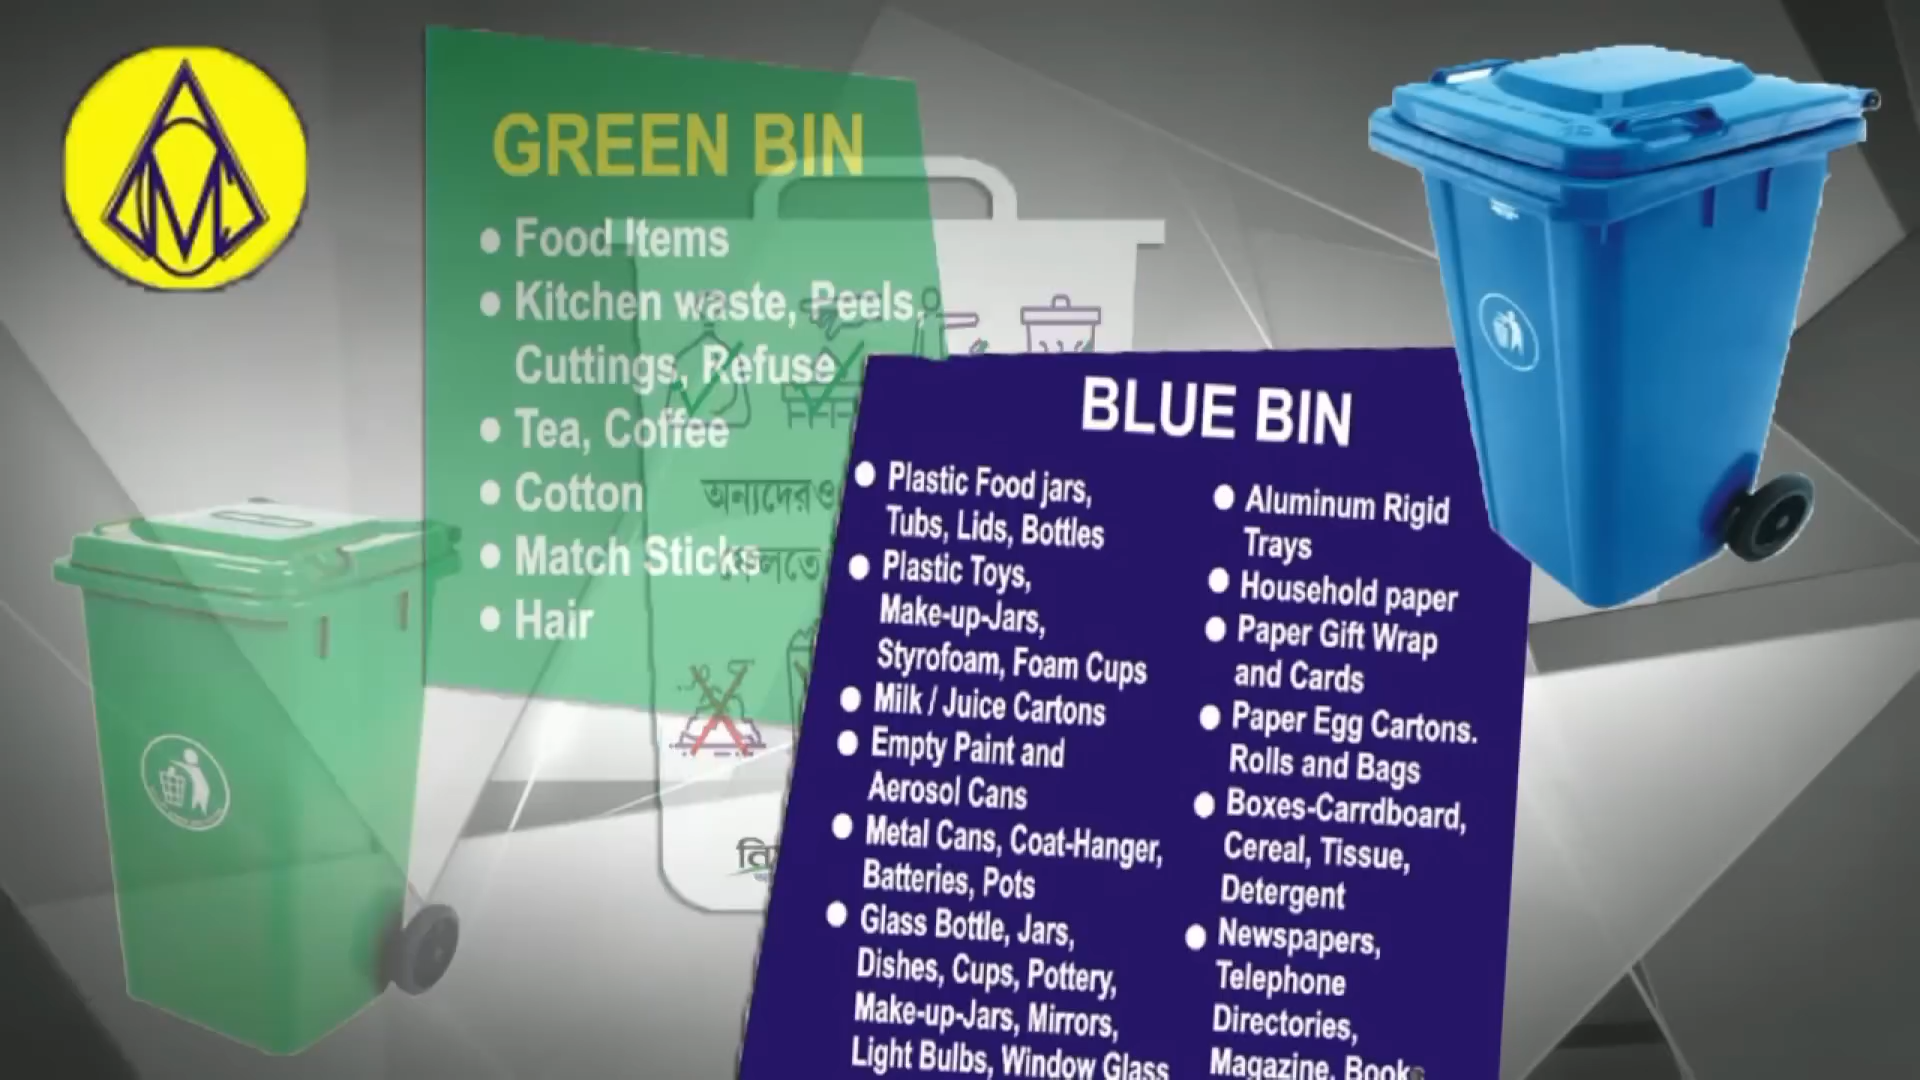 GREEN BIN
Food Items
Kitchen waste, Peels,
Cuttings, Refuse
Tea, Coffee
Cotton
Match Sticks
Hair
অন্যদেরও
BLUE BIN
Plastic Food jars,
Tubs, Lids, Bottles
Plastic Toys,
Make-up-Jars,
Styrofoam, Foam Cups
Milk / Juice Cartons
Empty Paint and
Aerosol Cans
Metal Cans, Coat-Hanger,
Batteries, Pots
Glass Bottle, Jars,
Dishes, Cups, Pottery,
Make-up-Jars, Mirrors,
Light Bulbs, Window Glass
Aluminum Rigid
Trays
Household paper
Paper Gift Wrap
and Cards
Paper Egg Cartons.
Rolls and Bags
Boxes-Carrdboard,
Cereal, Tissue,
Detergent
Newspapers,
Telephone
Directories,
Magazine, Books